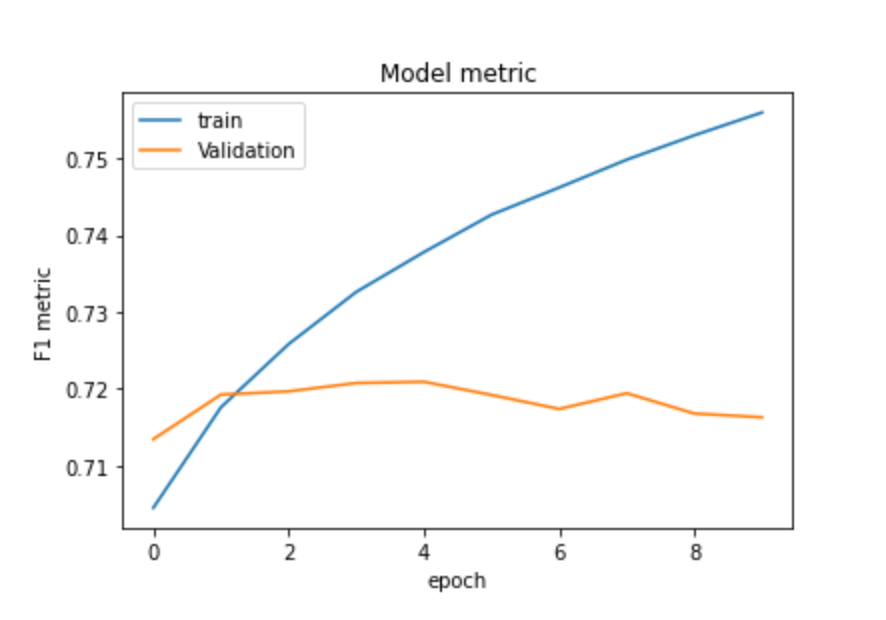 Model metric
train
Validation
F1 metric
0.75
0.74
0.73
0.72
0.71
0 2 4 6 8
epoch